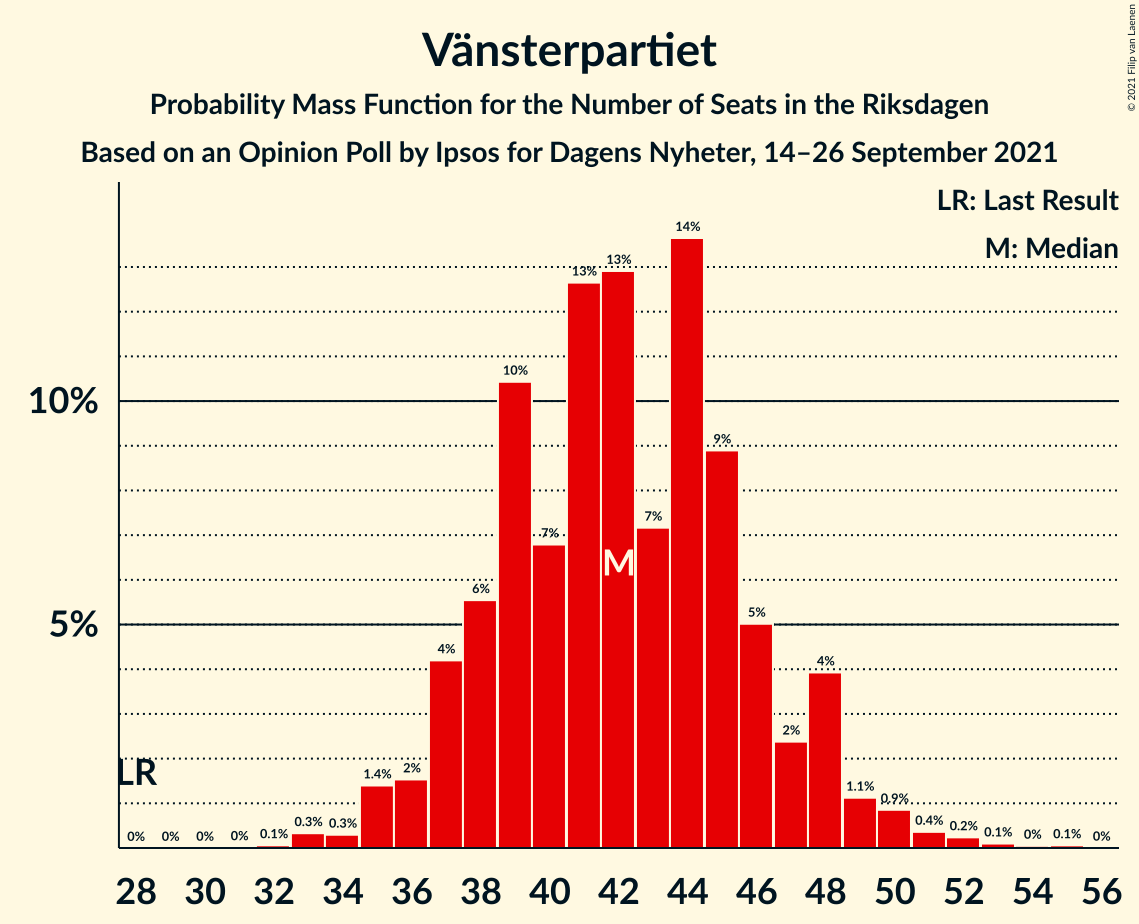 Vänsterpartiet
Probability Mass Function for the Number of Seats in the Riksdagen
Based on an Opinion Poll by Ipsos for Dagens Nyheter, 14–26 September 2021
© 2021 Filip van Laenen
LR: Last Result
M: Median
10%
5%
LR
M
0% 0% 0% 0% 0.1% 0.3% 0.3% 1.4% 2% 4% 6% 10% 7% 13% 13% 7% 14% 9% 5% 2% 4% 1.1% 0.9% 0.4% 0.2% 0.1% 0% 0.1% 0%
28 30 32 34 36 38 40 42 44 46 48 50 52 54 56